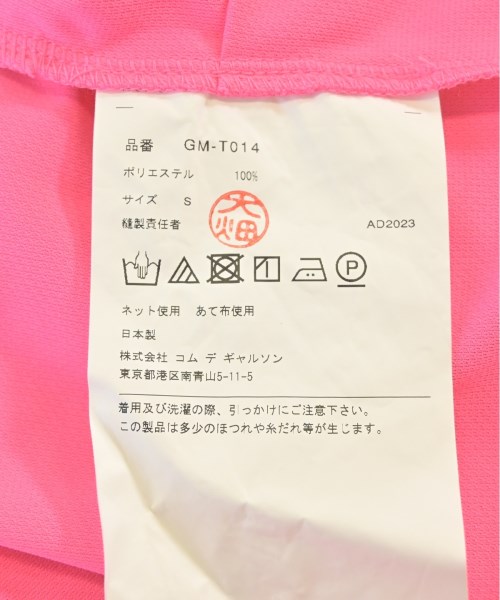 品番 GM-T014
ポリエステル 100%
サイズ S
縫製責任者 大畑 AD2023
P
ネット使用 あて布使用
日本製
株式会社 コム デ ギャルソン
東京都港区南青山5-11-5
着用及び洗濯の際、引っかけにご注意下さい。
この製品は多少のほつれや糸だれ等が生じます。